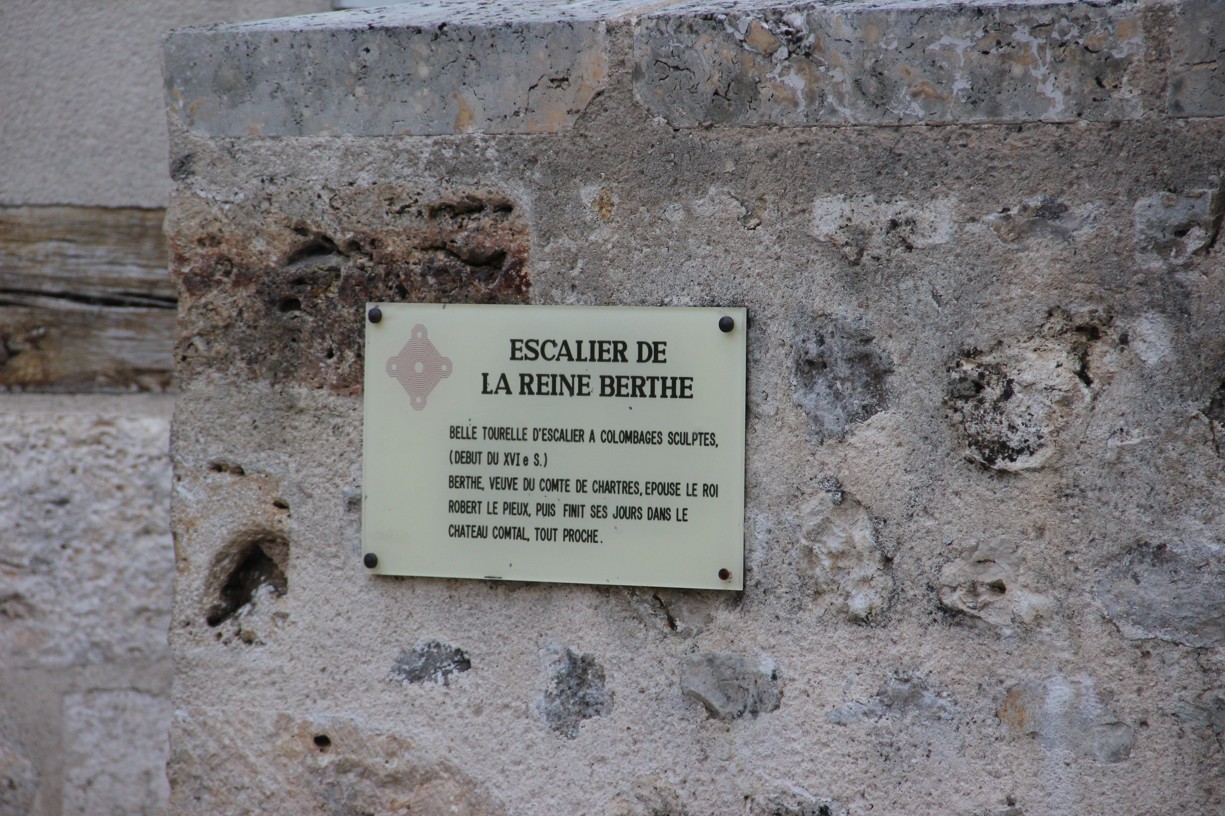 ESCALIER DE
LA REINE BERTHE
BELLE TOURELLE D'ESCALIER A COLOMBAGES SCULPTES,
(DEBUT DU XVI e S.)
BERTHE, VEUVE DU COMTE DE CHARTRES, EPOUSE LE ROI
ROBERT LE PIEUX, PUIS FINIT SES JOURS DANS LE
CHATEAU COMTAL, TOUT PROCHE.